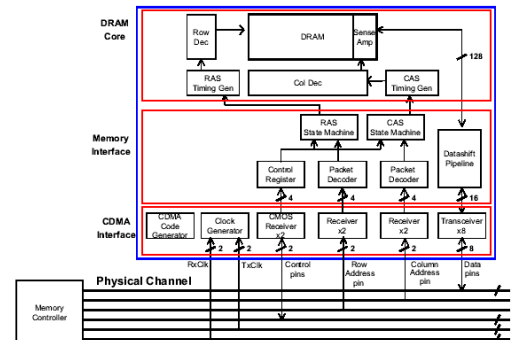 DRAM
Core
Row
Dec
DRAM
Sense
Amp
128
RAS
Timing Gen
Col Dec
CAS
Timing Gen
Memory
Interface
RAS
State Machine
CAS
State Machine
Datashift
Pipeline
Control
Register
Packet
Decoder
Packet
Decoder
4
4
4
16
CDMA
Interface
CDMA
Code
Generator
Clock
Generator
CMOS
Receiver
x2
Receiver
x2
Receiver
x2
Transceiver
x8
2
2
2
2
2
8
RxClk
TxClk
Control
pins
Row
Address
pin
Column
Address
pin
Data
pins
Physical Channel
Memory
Controller